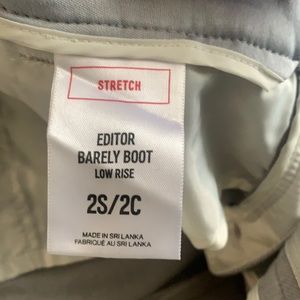 STRETCH
EDITOR
BARELY BOOT
LOW RISE
2S/2C
MADE IN SRI LANKA
FABRIQUÉ AU SRI LANKA